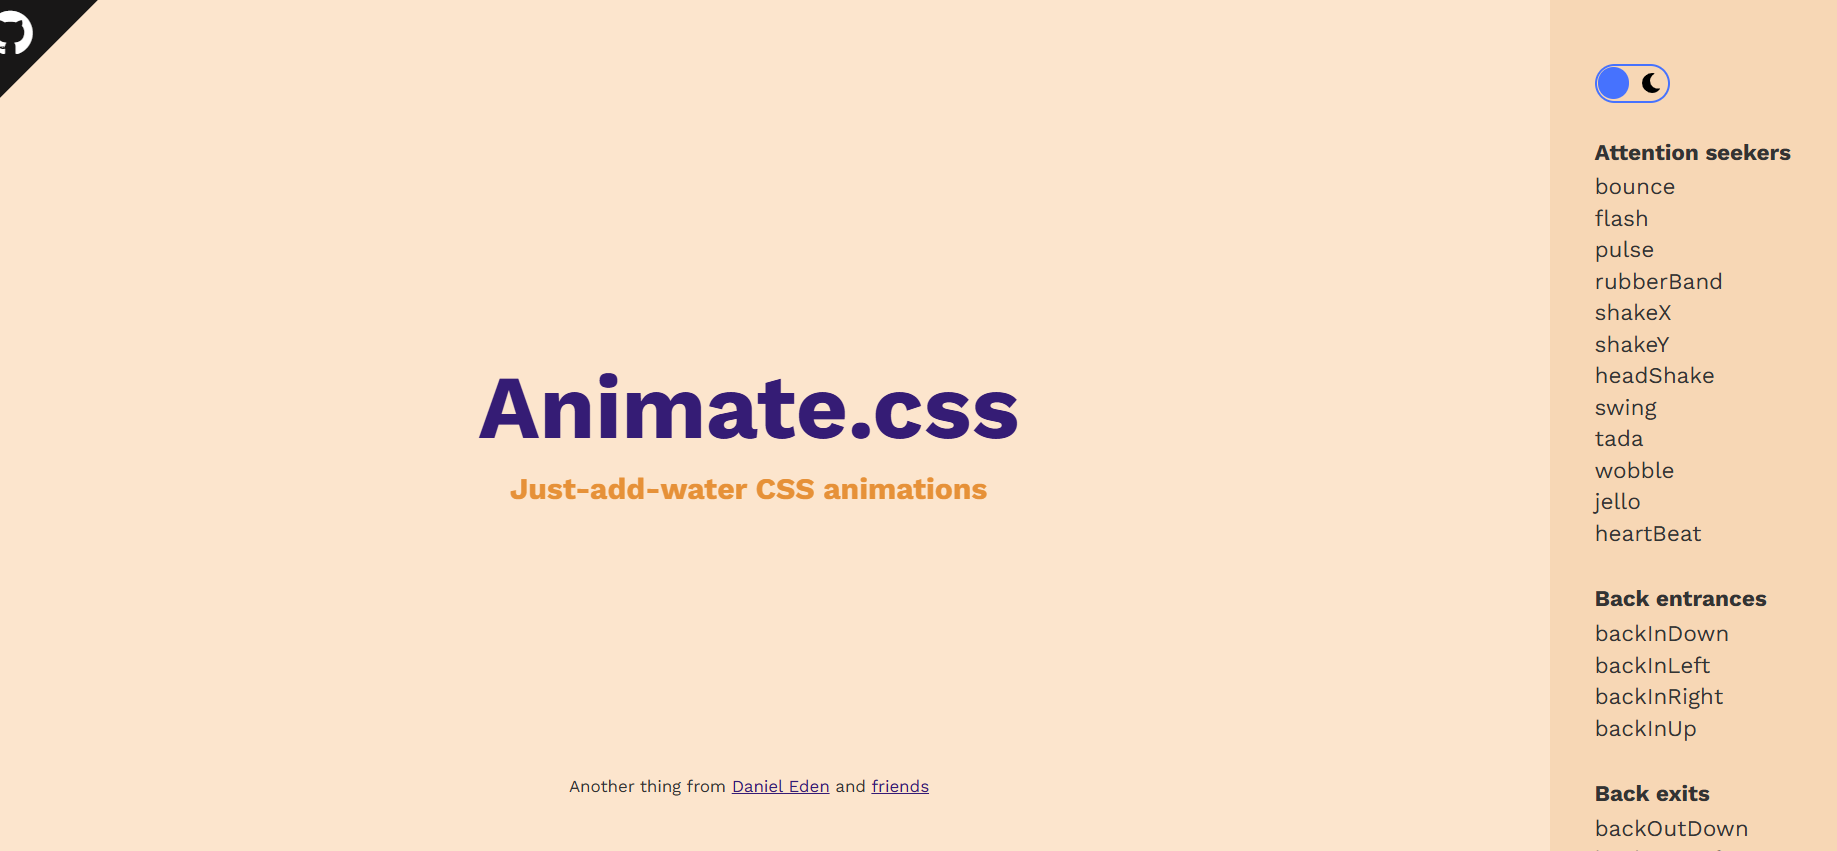 Animate.css
Just-add-water CSS animations
Another thing from Daniel Eden and friends
Attention seekers
bounce
flash
pulse
rubberBand
shakeX
shakeY
headShake
swing
tada
wobble
jello
heartBeat
Back entrances
backInDown
backInLeft
backInRight
backInUp
Back exits
backOutDown